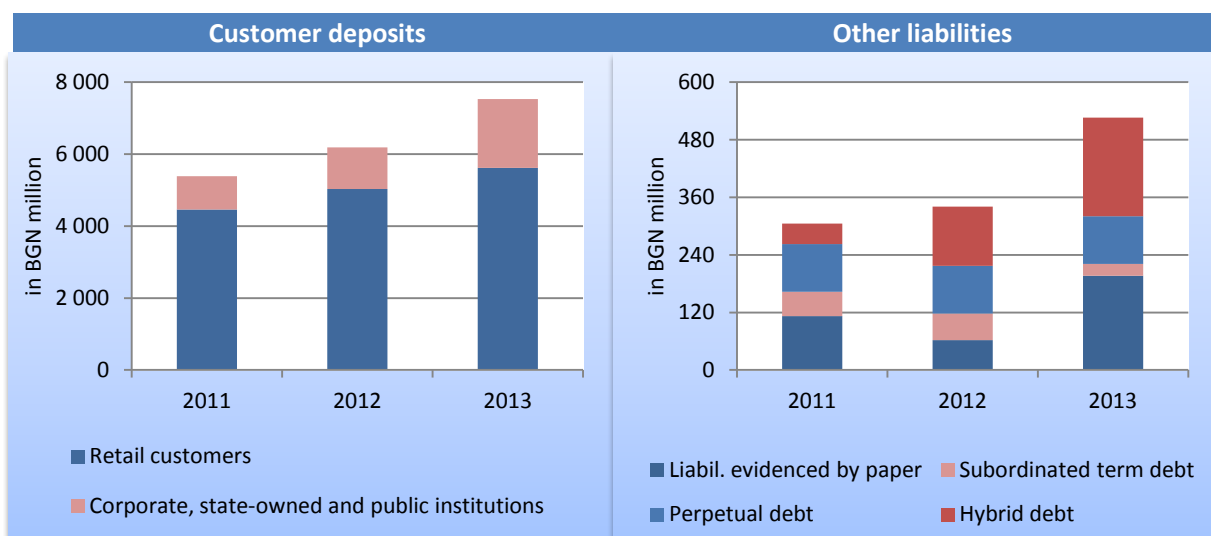 Customer deposits
in BGN million
8 000
6 000
4 000
2 000
0
2011 2012 2013
Retail customers
Corporate, state-owned and public institutions
Other liabilities
in BGN million
600
480
360
240
120
0
2011 2012 2013
Liabil. evidenced by paper Subordinated term debt
Perpetual debt Hybrid debt